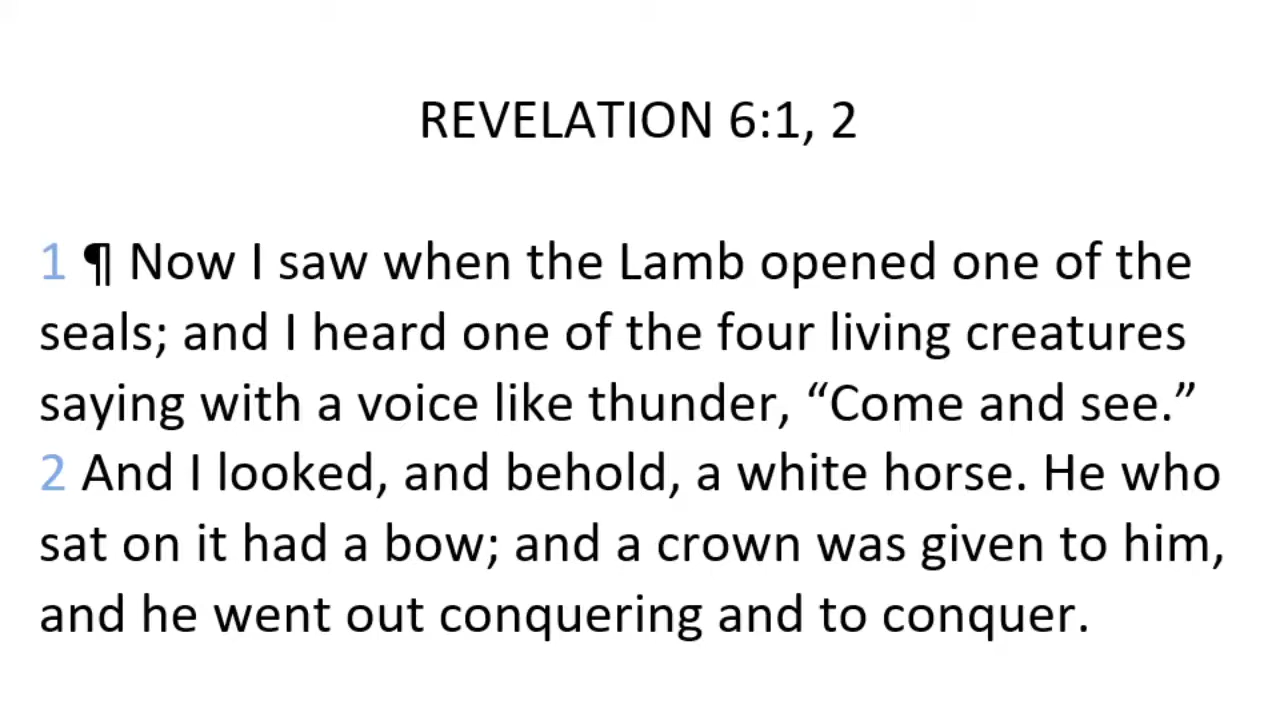 REVELATION 6:1, 2
1 ¶ Now I saw when the Lamb opened one of the
seals; and I heard one of the four living creatures
saying with a voice like thunder, “Come and see.”
2 And I looked, and behold, a white horse. He who
sat on it had a bow; and a crown was given to him,
and he went out conquering and to conquer.